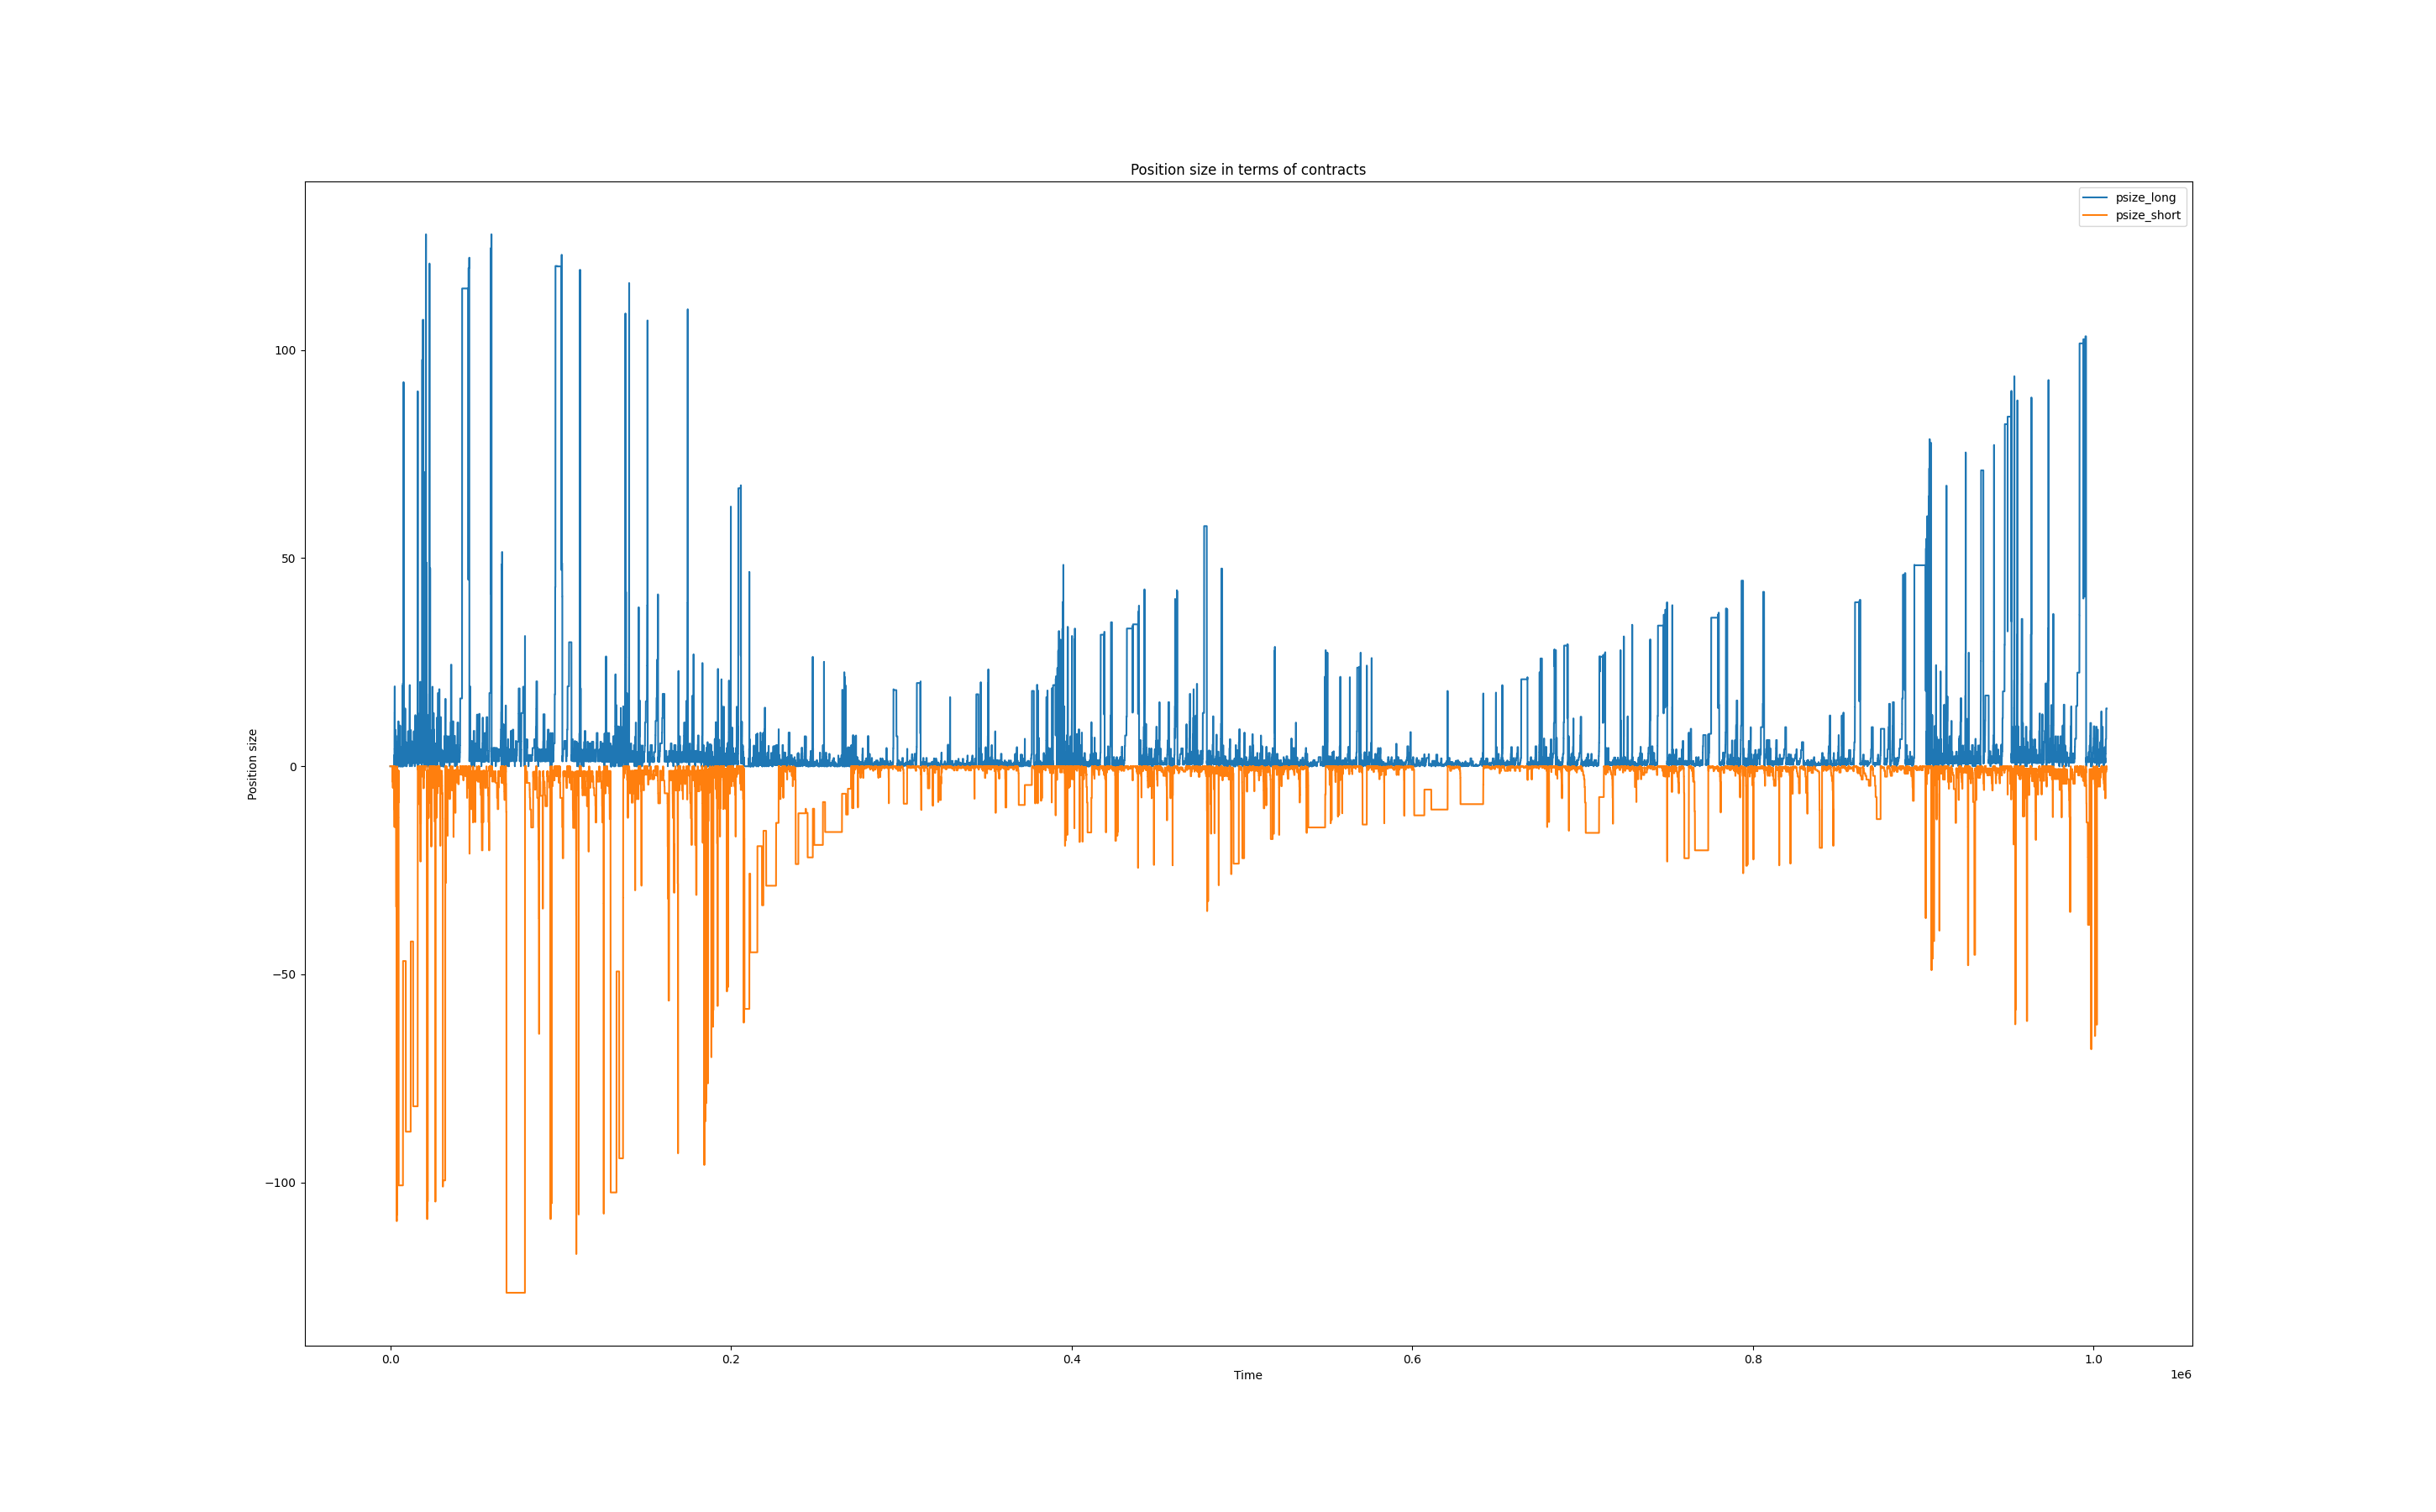 Position size in terms of contracts
psize_long
psize_short
Position size
100
50
0
−50
−100
0.0
0.2
0.4
0.6
0.8
1.0
Time
1e6